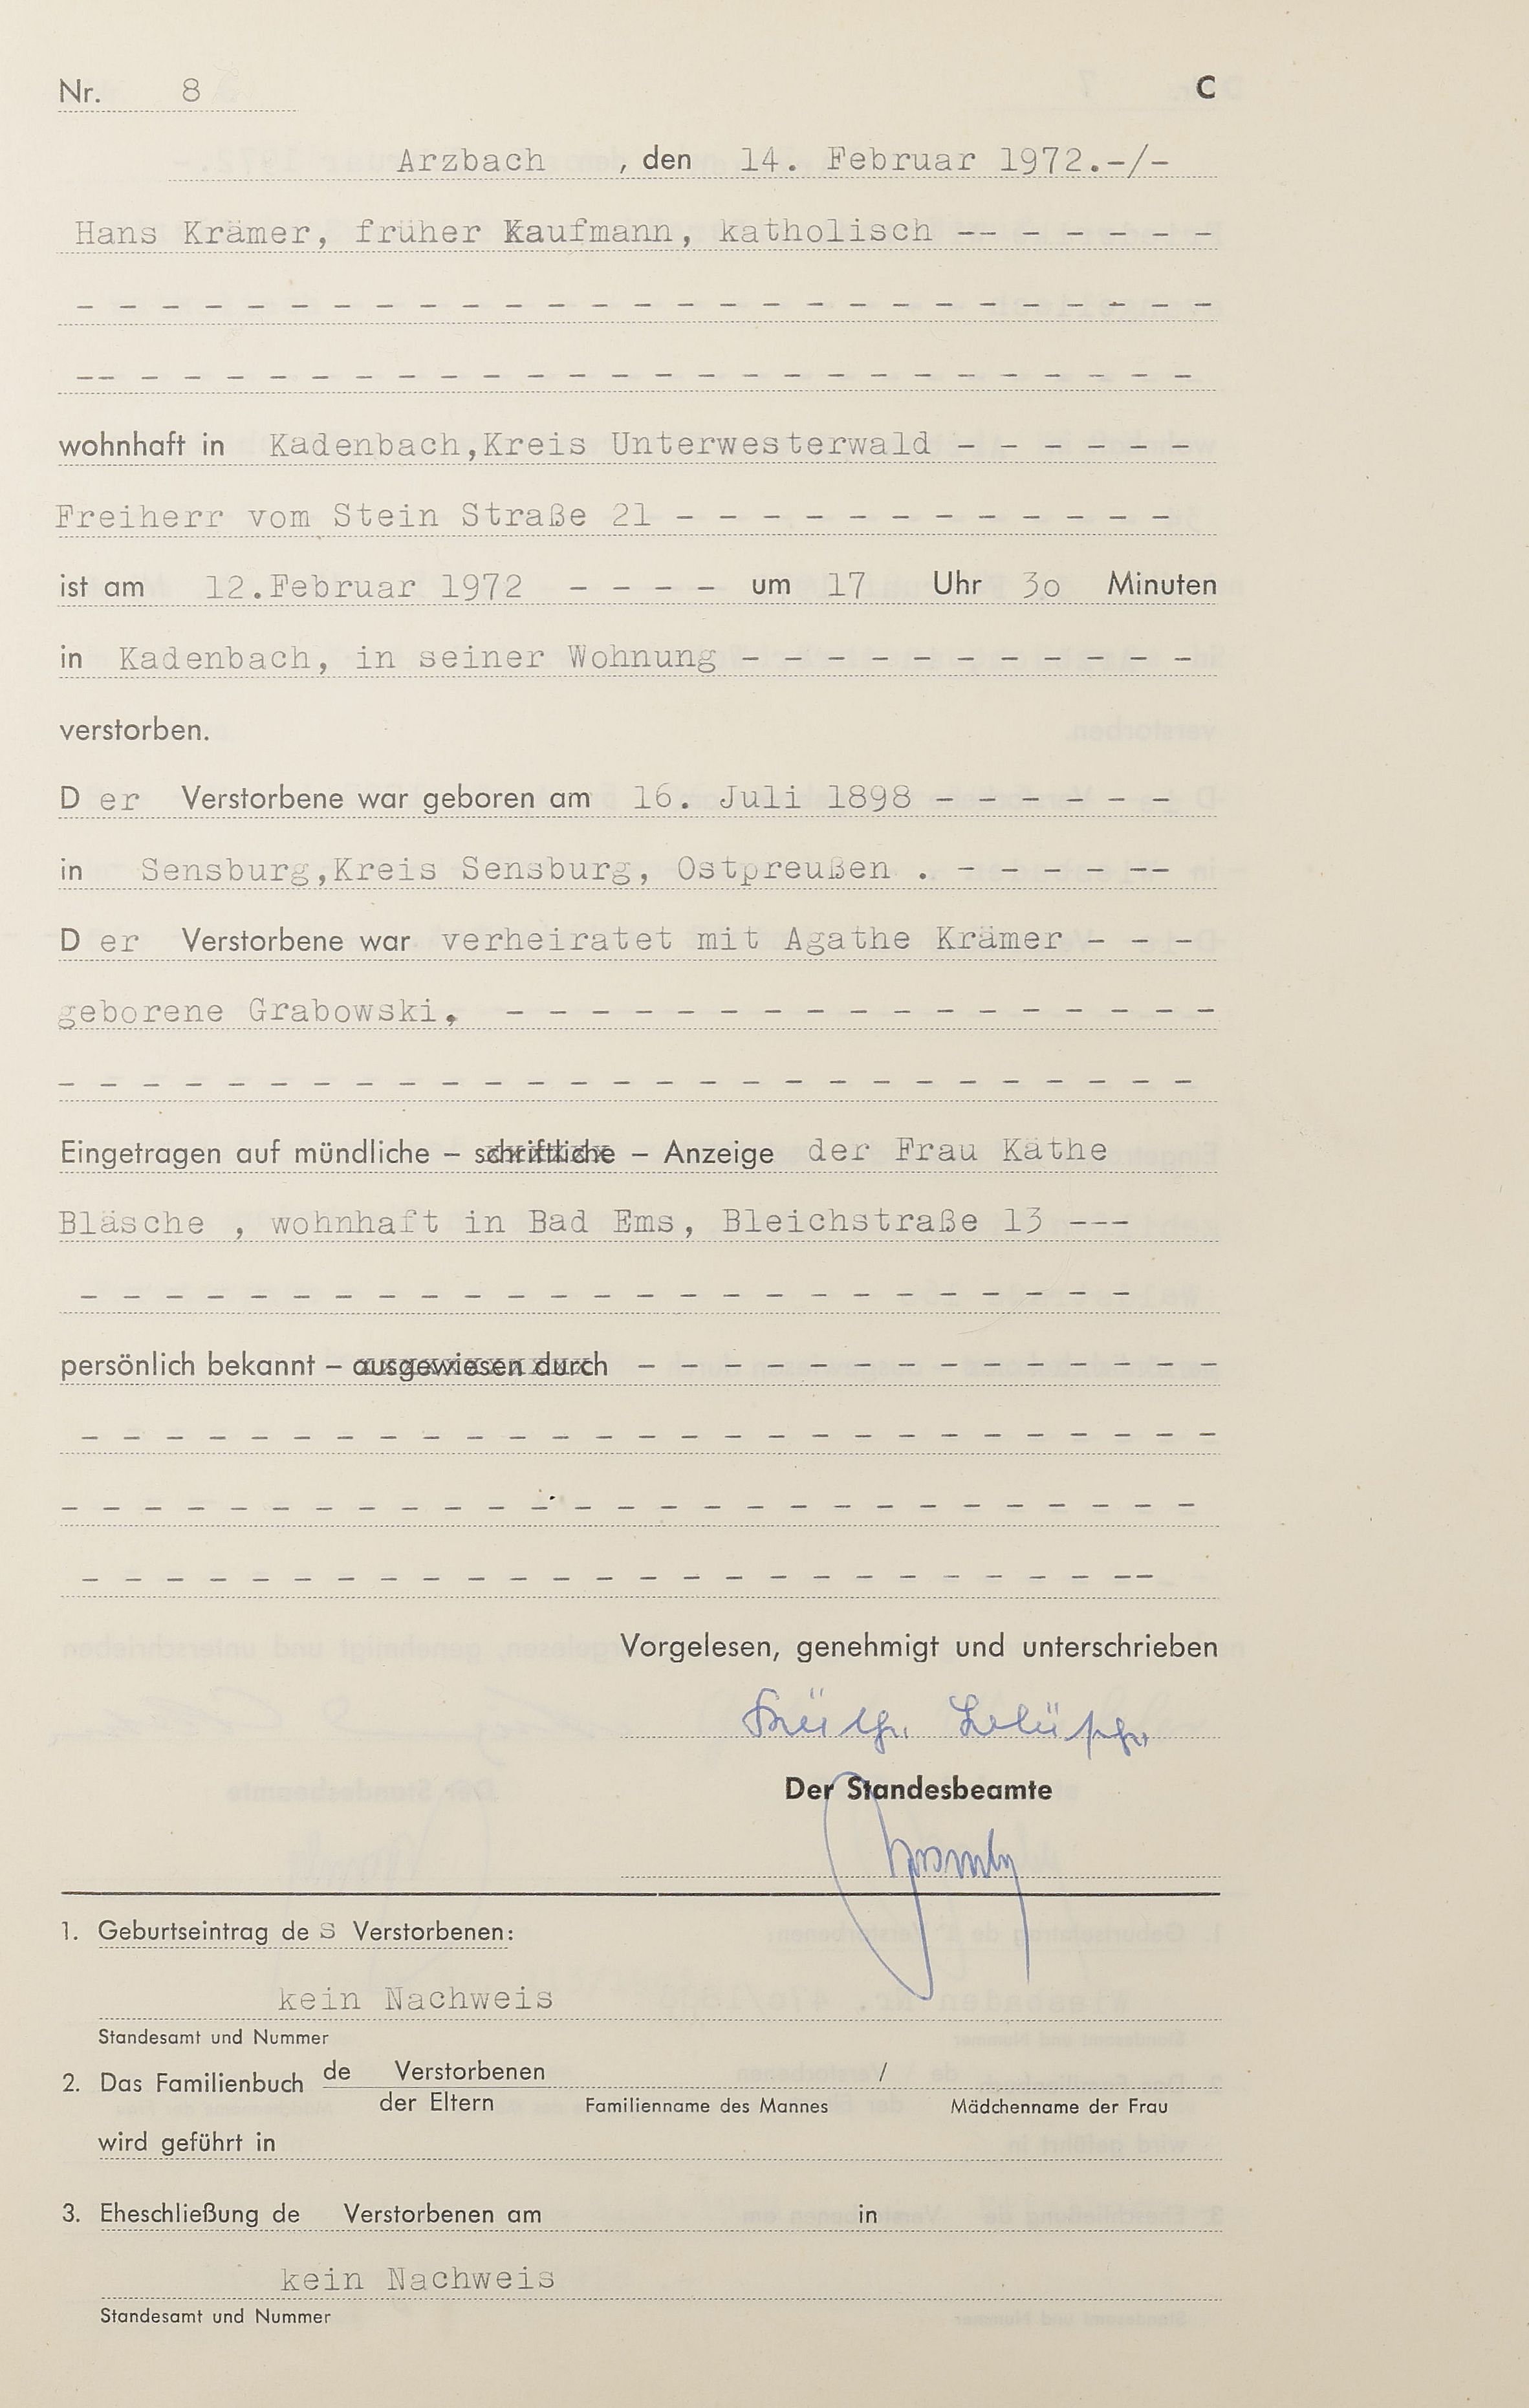 Nr. 8 C
Arzbach , den 14. Februar 1972.-/-
Hans Krämer, früher Kaufmann, katholisch -- - - - - -
- - - - - - - - - - - - - - - - - - - - - - - - - - -
-- - - - - - - - - - - - - - - - - - - - - - - - - -
wohnhaft in Kadenbach,Kreis Unterwesterwald - - - - - -
Freiherr vom Stein Straße 21 - - - - - - - - - - - -
ist am 12.Februar 1972 - - - - um 17 Uhr 3o Minuten
in Kadenbach, in seiner Wohnung - - - - - - - - - - -
verstorben.
D er Verstorbene war geboren am 16. Juli 1898 - - - - - -
in Sensburg,Kreis Sensburg, Ostpreußen . - - - - --
D er Verstorbene war verheiratet mit Agathe Krämer - - -
geborene Grabowski, - - - - - - - - - - - - - - - - -
- - - - - - - - - - - - - - - - - - - - - - - - - - -
Eingetragen auf mündliche – schriftliche – Anzeige der Frau Käthe
Bläsche , wohnhaft in Bad Ems, Bleichstraße 13 ---
- - - - - - - - - - - - - - - - - - - - - - - - -
persönlich bekannt – ausgewiesen durch - - - - - - - - - - - - - -
- - - - - - - - - - - - - - - - - - - - - - - - - - -
- - - - - - - - - - - - - - - - - - - - - - - - - - -
- - - - - - - - - - - - - - - - - - - - - - - - --
Vorgelesen, genehmigt und unterschrieben
Käthe Bläsche
Der Standesbeamte
1. Geburtseintrag de s Verstorbenen:
kein Nachweis
Standesamt und Nummer
2. Das Familienbuch de Verstorbenen /
der Eltern Familienname des Mannes Mädchenname der Frau
wird geführt in
3. Eheschließung de Verstorbenen am in
kein Nachweis
Standesamt und Nummer